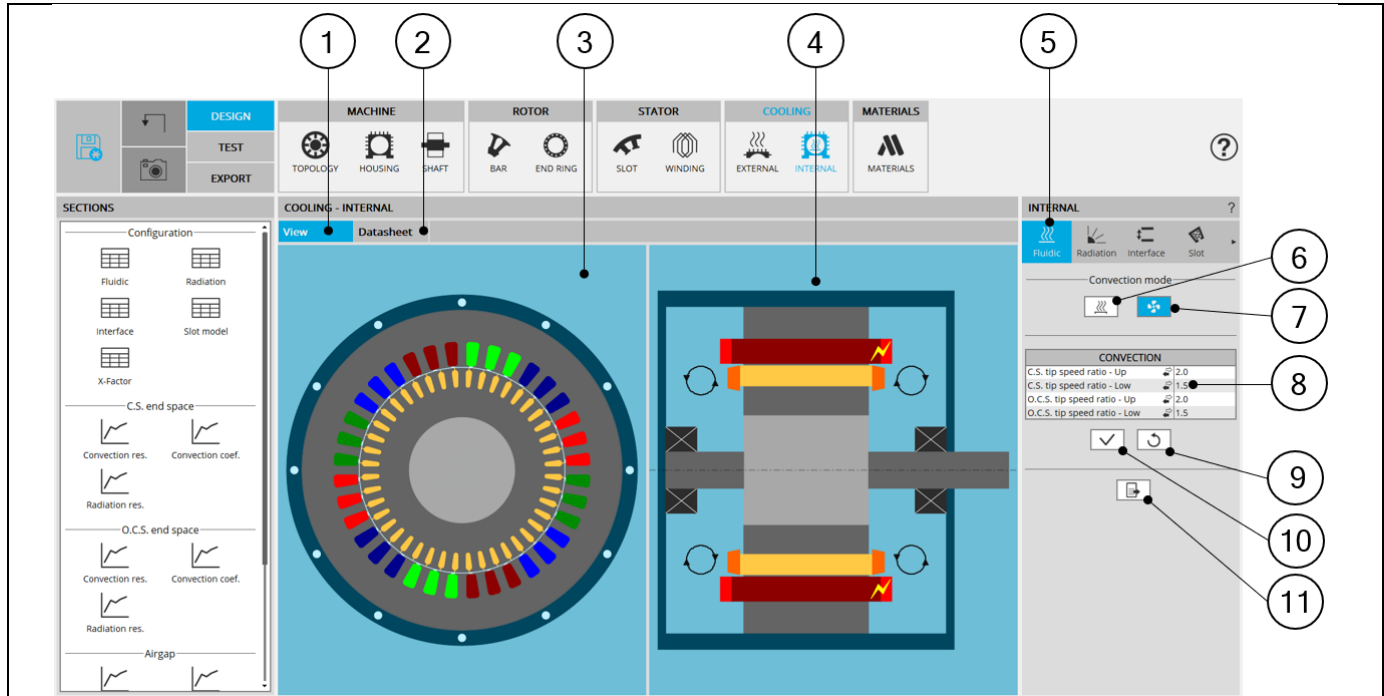 1 2 3 4 5
DESIGN MACHINE ROTOR STATOR COOLING MATERIALS
TEST
EXPORT TOPOLOGY HOUSING SHAFT BAR END RING SLOT WINDING EXTERNAL INTERNAL MATERIALS
?
SECTIONS COOLING - INTERNAL INTERNAL ?
View Datasheet
Configuration
Fluidic Radiation
Interface Slot model
X-Factor
C.S. end space
Convection res. Convection coef.
Radiation res.
O.C.S. end space
Convection res. Convection coef.
Radiation res.
Airgap
Fluidic Radiation Interface Slot
Convection mode
6
7
CONVECTION
C.S. tip speed ratio - Up 2.0
C.S. tip speed ratio - Low 1.5
O.C.S. tip speed ratio - Up 2.0
O.C.S. tip speed ratio - Low 1.5
8
9
10
11